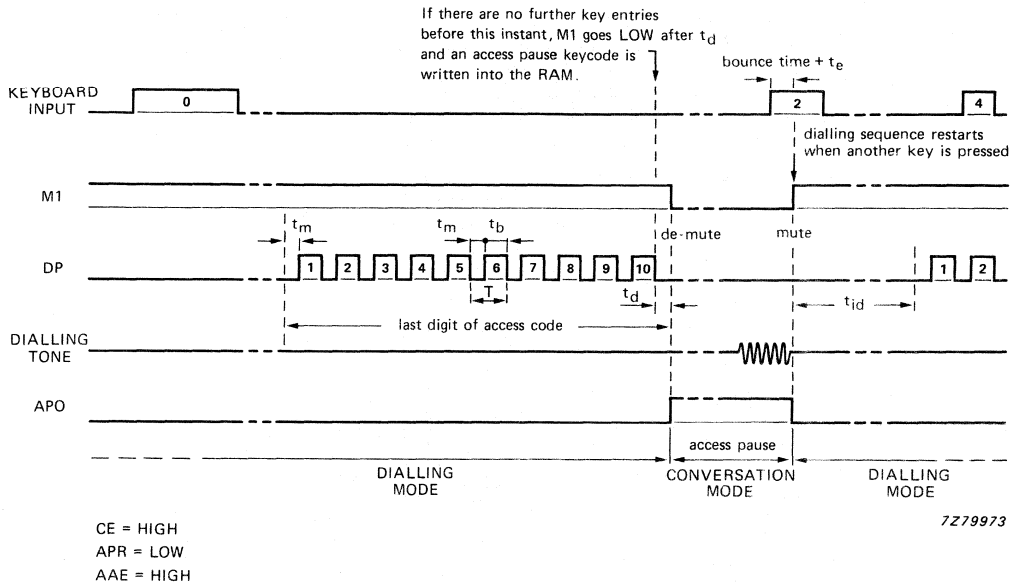 If there are no further key entries
before this instant, M1 goes LOW after td
and an access pause keycode is
written into the RAM.
bounce time + te
KEYBOARD
INPUT
0
2
4
dialling sequence restarts
when another key is pressed
M1
tm
tm
tb
de-mute
mute
DP
1
2
3
4
5
6
7
8
9
10
1
2
T
td
tid
last digit of access code
DIALLING
TONE
APO
access pause
DIALLING
MODE
CONVERSATION
MODE
DIALLING
MODE
7Z79973
CE = HIGH
APR = LOW
AAE = HIGH